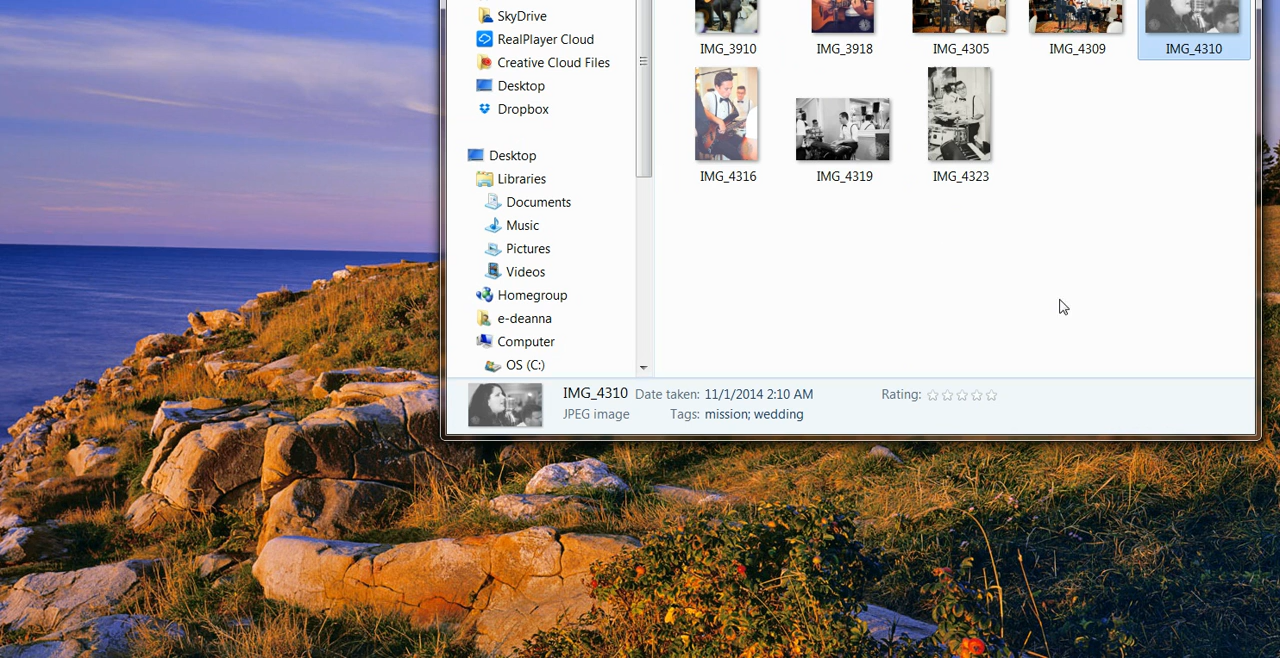 SkyDrive
RealPlayer Cloud
Creative Cloud Files
Desktop
Dropbox
Desktop
Libraries
Documents
Music
Pictures
Videos
Homegroup
e-deanna
Computer
OS (C:)
IMG_3910 IMG_3918 IMG_4305 IMG_4309 IMG_4310
IMG_4316 IMG_4319 IMG_4323
IMG_4310 Date taken: 11/1/2014 2:10 AM Rating:
JPEG image Tags: mission; wedding